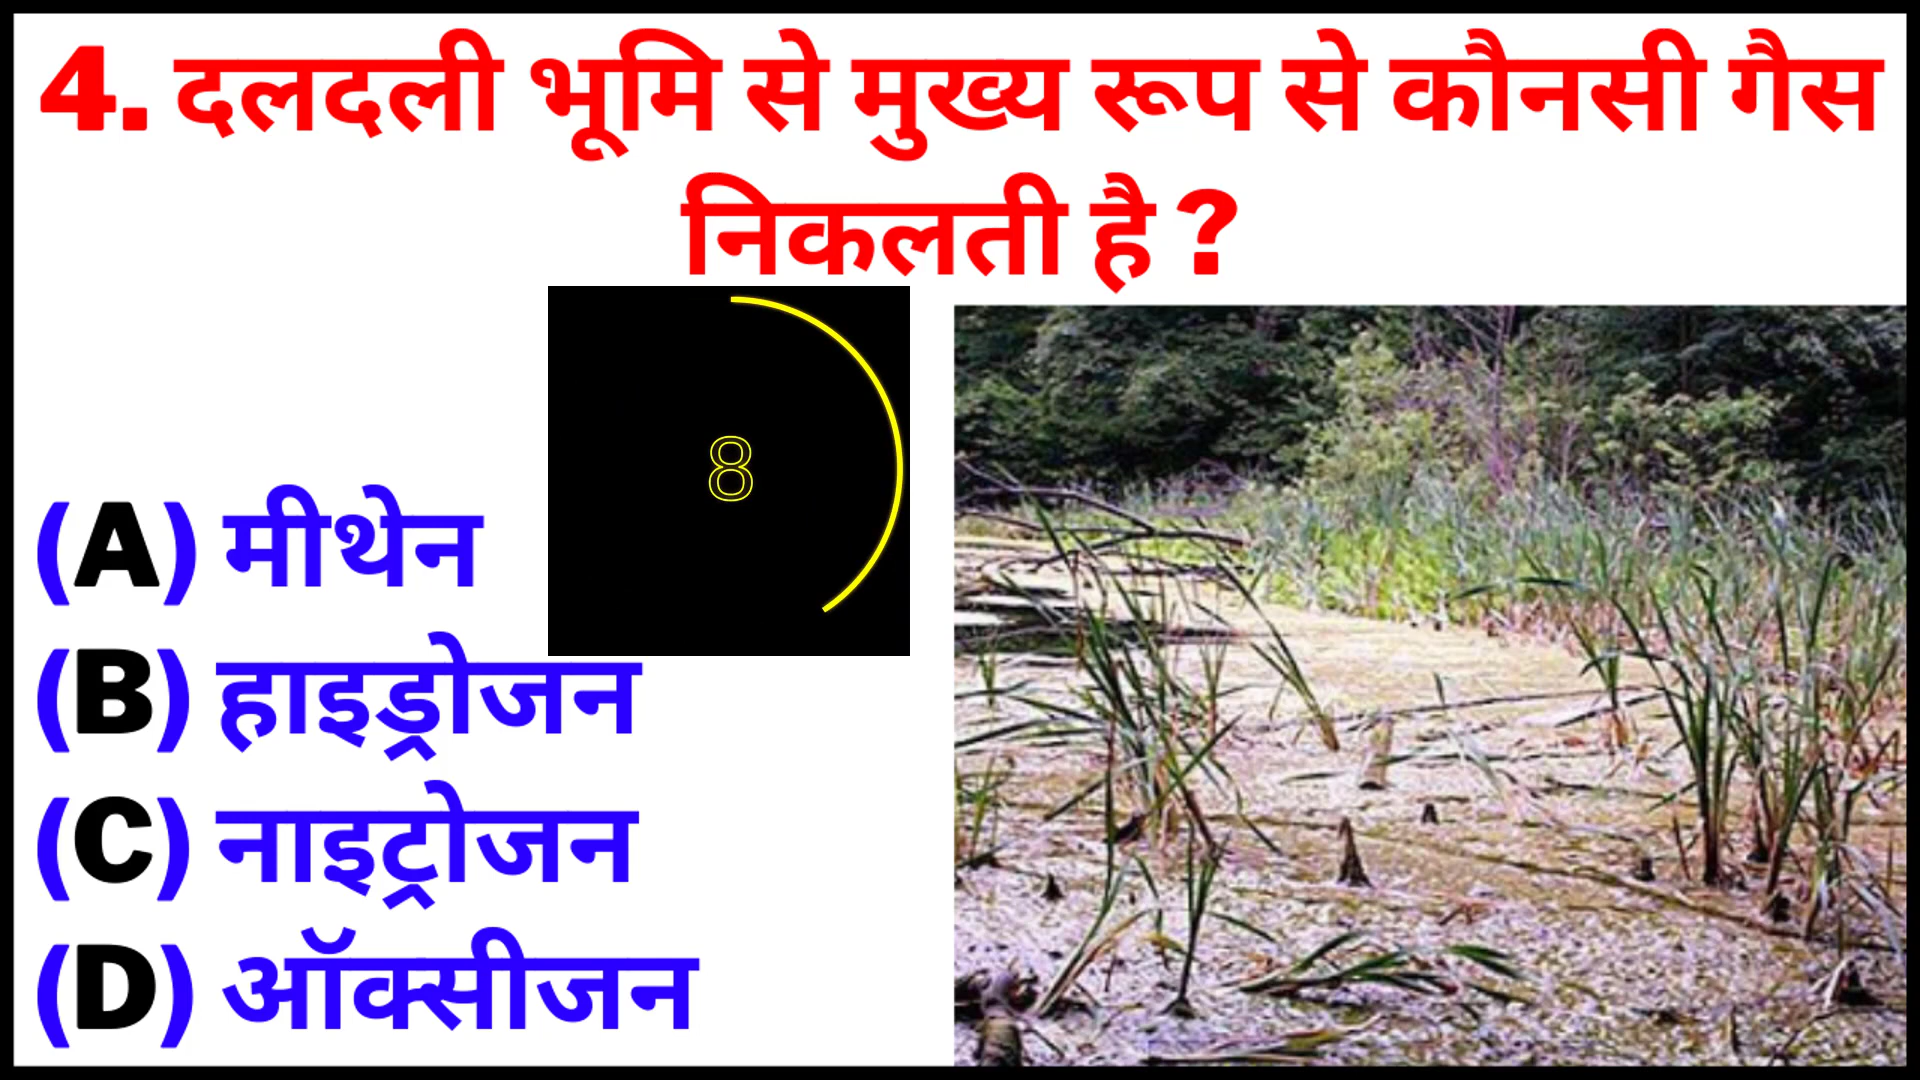 4. दलदली भूमि से मुख्य रूप से कौनसी गैस
निकलती है ?
8
(A) मीथेन
(B) हाइड्रोजन
(C) नाइट्रोजन
(D) ऑक्सीजन